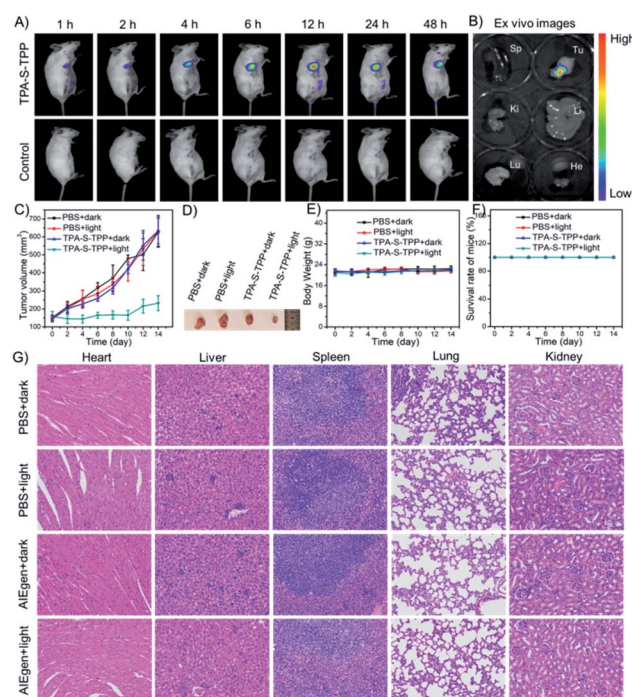 A)
1 h 2 h 4 h 6 h 12 h 24 h 48 h
TPA-S-TPP
Control
B) Ex vivo images
Sp Tu
Ki Li
Lu He
High
Low
C)
PBS+dark
PBS+light
TPA-S-TPP+dark
TPA-S-TPP+light
Tumor volume (mm³)
700
600
500
400
300
200
100
0 2 4 6 8 10 12 14
Time (day)
D)
PBS+dark
PBS+light
TPA-S-TPP+dark
TPA-S-TPP+light
E)
PBS+dark
PBS+light
TPA-S-TPP+dark
TPA-S-TPP+light
Body Weight (g)
40
32
24
16
8
0
0 2 4 6 8 10 12 14
Time (day)
F)
PBS+dark
PBS+light
TPA-S-TPP+dark
TPA-S-TPP+light
Survival rate of mice (%)
160
120
80
40
0
0 2 4 6 8 10 12 14
Time (day)
G)
Heart Liver Spleen Lung Kidney
PBS+dark
PBS+light
AIEgen+dark
AIEgen+light